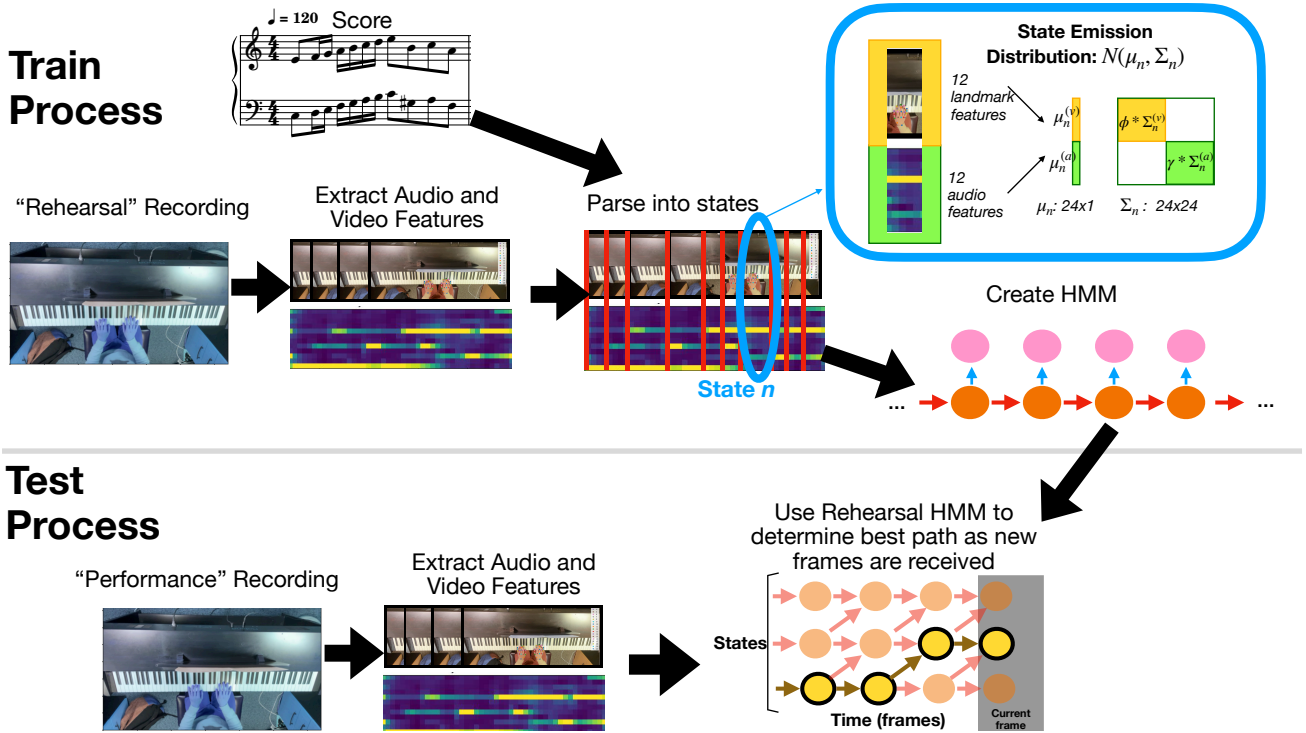 Train
Process
♩ = 120
Score
"Rehearsal" Recording
Extract Audio and
Video Features
Parse into states
State n
State Emission
Distribution: N(μₙ, Σₙ)
12
landmark
features
12
audio
features
μₙ⁽ᵛ⁾
μₙ⁽ᵃ⁾
ϕ * Σₙ⁽ᵛ⁾
γ * Σₙ⁽ᵃ⁾
μₙ: 24x1
Σₙ : 24x24
Create HMM
...
...
Test
Process
"Performance" Recording
Extract Audio and
Video Features
Use Rehearsal HMM to
determine best path as new
frames are received
States
Time (frames)
Current
frame